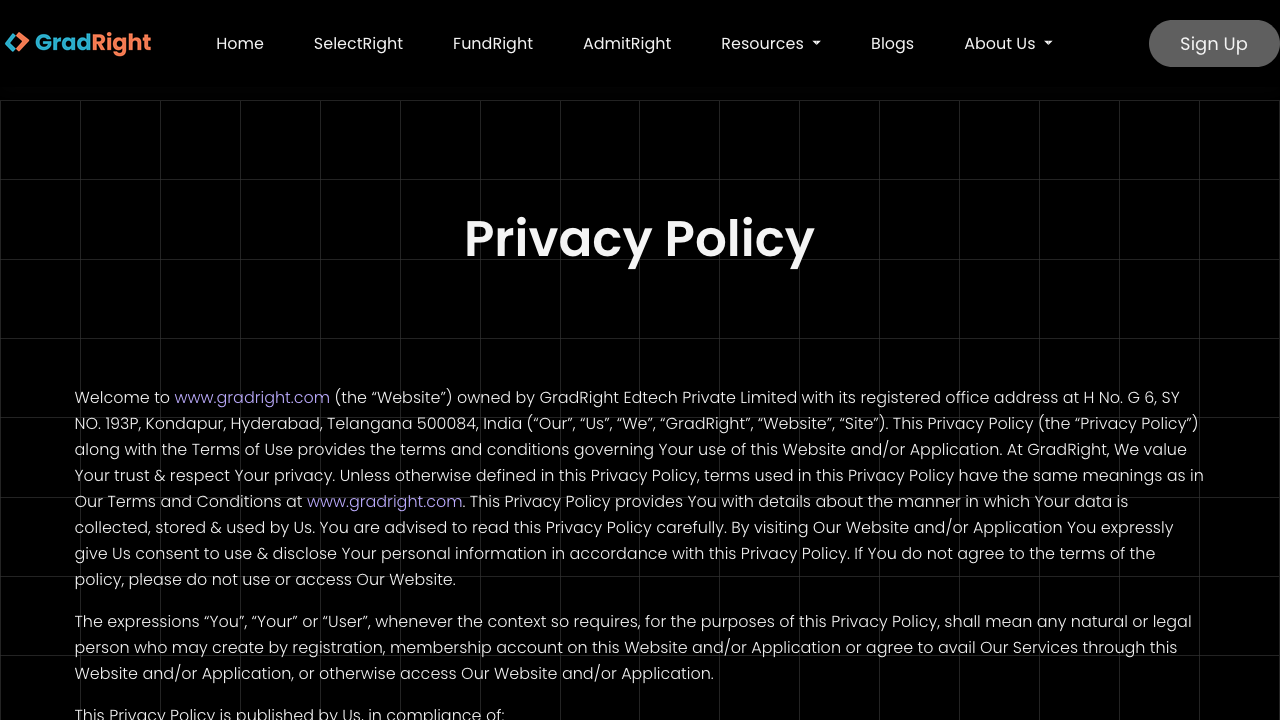 GradRight
Home
SelectRight
FundRight
AdmitRight
Resources
Blogs
About Us
Sign Up
Privacy Policy
Welcome to www.gradright.com (the “Website”) owned by GradRight Edtech Private Limited with its registered office address at H No. G 6, SY
NO. 193P, Kondapur, Hyderabad, Telangana 500084, India (“Our”, “Us”, “We”, “GradRight”, “Website”, “Site”). This Privacy Policy (the “Privacy Policy”)
along with the Terms of Use provides the terms and conditions governing Your use of this Website and/or Application. At GradRight, We value
Your trust & respect Your privacy. Unless otherwise defined in this Privacy Policy, terms used in this Privacy Policy have the same meanings as in
Our Terms and Conditions at www.gradright.com. This Privacy Policy provides You with details about the manner in which Your data is
collected, stored & used by Us. You are advised to read this Privacy Policy carefully. By visiting Our Website and/or Application You expressly
give Us consent to use & disclose Your personal information in accordance with this Privacy Policy. If You do not agree to the terms of the
policy, please do not use or access Our Website.
The expressions “You”, “Your” or “User”, whenever the context so requires, for the purposes of this Privacy Policy, shall mean any natural or legal
person who may create by registration, membership account on this Website and/or Application or agree to avail Our Services through this
Website and/or Application, or otherwise access Our Website and/or Application.
This Privacy Policy is published by Us, in compliance of: